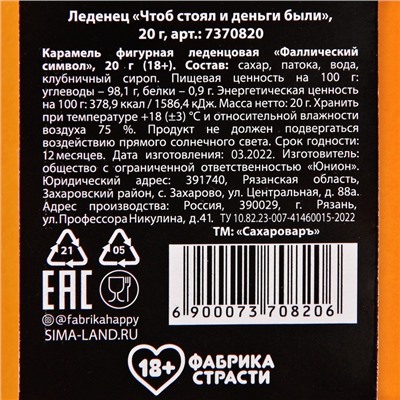 Леденец «Чтоб стоял и деньги были»,
20 г, арт.: 7370820
Карамель фигурная леденцовая «Фаллический
символ», 20 г (18+). Состав: сахар, патока, вода,
клубничный сироп. Пищевая ценность на 100 г:
углеводы – 98,1 г, белки – 0,9 г. Энергетическая ценность
на 100 г: 378,9 ккал / 1586,4 кДж. Масса нетто: 20 г. Хранить
при температуре +18 (±3) °С и относительной влажности
воздуха 75 %. Продукт не должен подвергаться
воздействию прямого солнечного света. Срок годности:
12 месяцев. Дата изготовления: 03.2022. Изготовитель:
общество с ограниченной ответственностью «Юнион».
Юридический адрес: 391740, Рязанская область,
Захаровский район, с. Захарово, ул. Центральная, д. 88а.
Адрес производства: Россия, 390029, г. Рязань,
ул. Профессора Никулина, д.41. ТУ 10.82.23-007-41460015-2022
ТМ: «Сахароваръ»
21
05
EAC
@fabrikahappy
SIMA-LAND.RU
6 900073 708206
18+
ФАБРИКА
СТРАСТИ